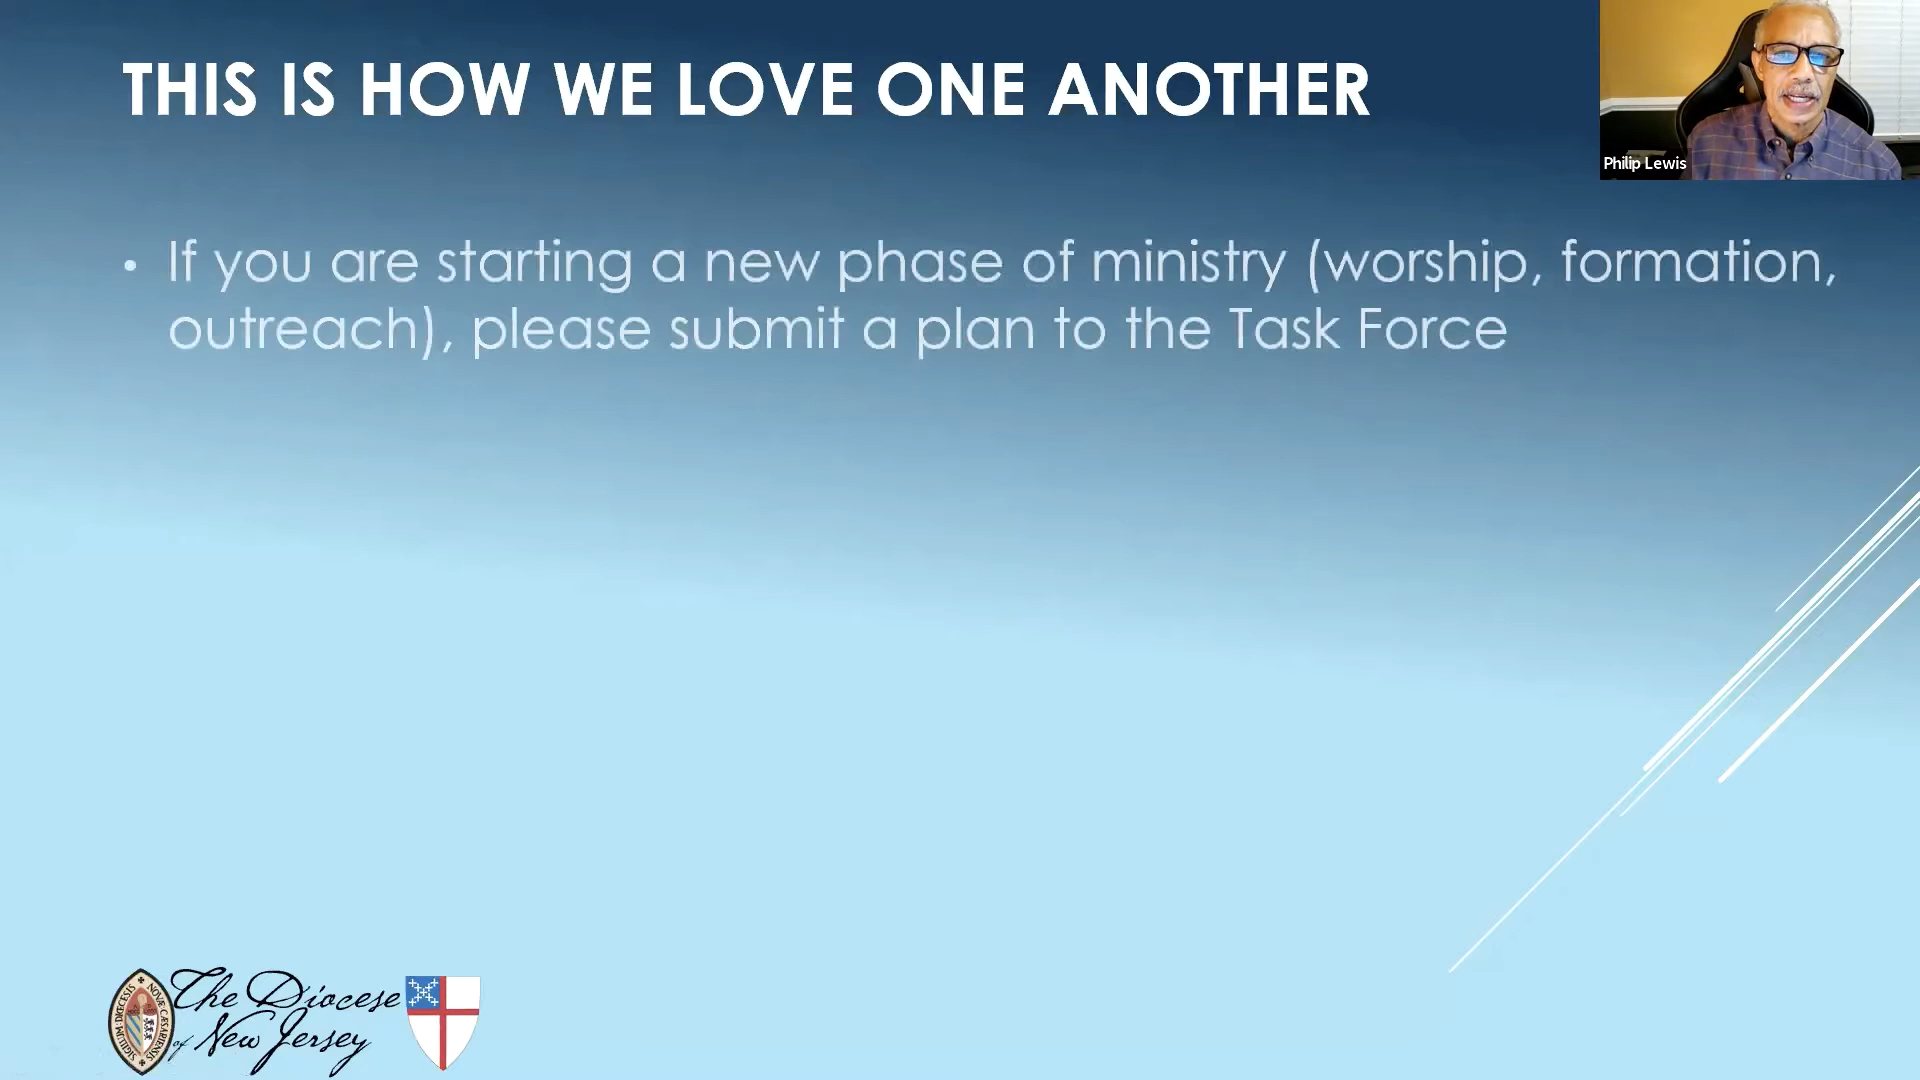 THIS IS HOW WE LOVE ONE ANOTHER
Philip Lewis
• If you are starting a new phase of ministry (worship, formation,
outreach), please submit a plan to the Task Force
The Diocese
of New Jersey